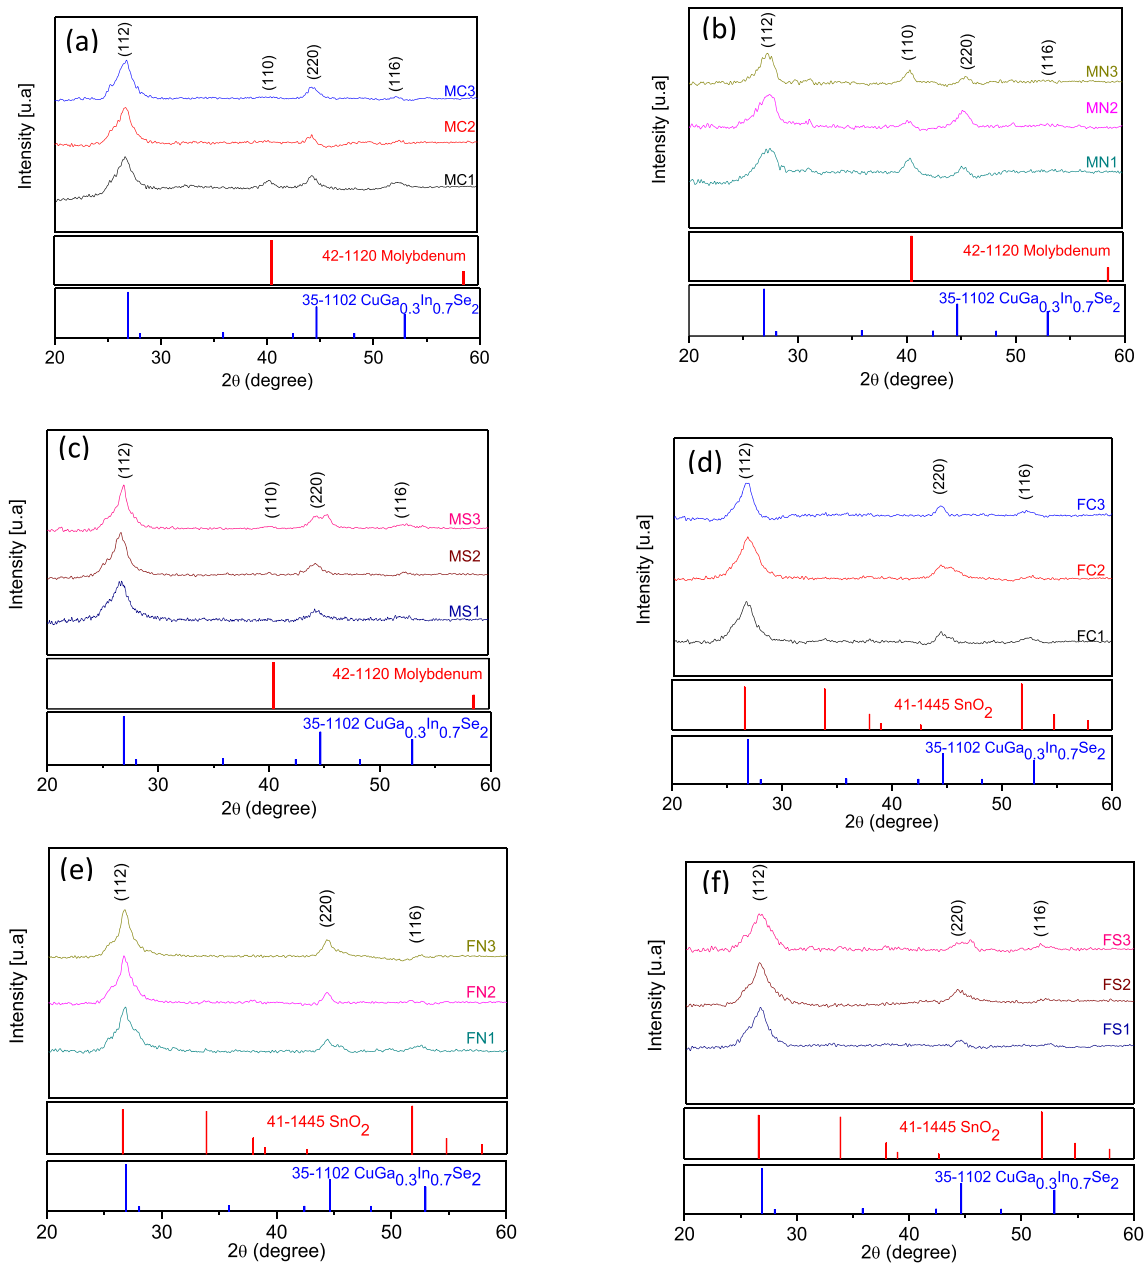 (a)
(112)
(110)
(220)
(116)
MC3
MC2
MC1
Intensity [u.a]
42-1120 Molybdenum
35-1102 CuGa0.3In0.7Se2
20 30 40 50 60
2θ (degree)
(b)
(112)
(110)
(220)
(116)
MN3
MN2
MN1
Intensity [u.a]
42-1120 Molybdenum
35-1102 CuGa0.3In0.7Se2
20 30 40 50 60
2θ (degree)
(c)
(112)
(110)
(220)
(116)
MS3
MS2
MS1
Intensity [u.a]
42-1120 Molybdenum
35-1102 CuGa0.3In0.7Se2
20 30 40 50 60
2θ (degree)
(d)
(112)
(220)
(116)
FC3
FC2
FC1
Intensity [u.a]
41-1445 SnO2
35-1102 CuGa0.3In0.7Se2
20 30 40 50 60
2θ (degree)
(e)
(112)
(220)
(116)
FN3
FN2
FN1
Intensity [u.a]
41-1445 SnO2
35-1102 CuGa0.3In0.7Se2
20 30 40 50 60
2θ (degree)
(f)
(112)
(220)
(116)
FS3
FS2
FS1
Intensity [u.a]
41-1445 SnO2
35-1102 CuGa0.3In0.7Se2
20 30 40 50 60
2θ (degree)